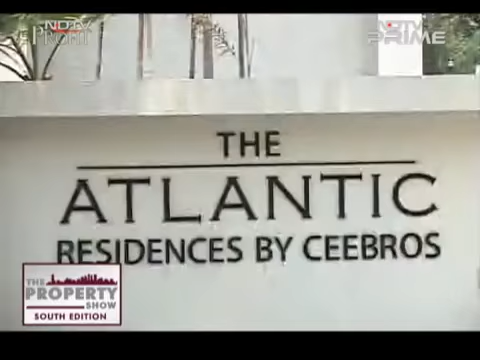 NDTV
PROFIT
NDTV
PRIME
THE
ATLANTIC
RESIDENCES BY CEEBROS
THE
PROPERTY
SHOW
SOUTH EDITION